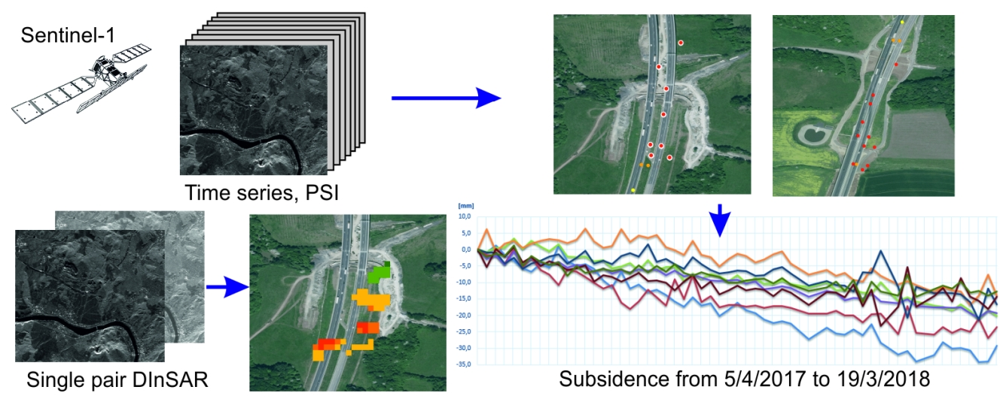 Sentinel-1
Time series, PSI
Single pair DInSAR
[mm]
10,0
5,0
0,0
-5,0
-10,0
-15,0
-20,0
-25,0
-30,0
-35,0
Subsidence from 5/4/2017 to 19/3/2018